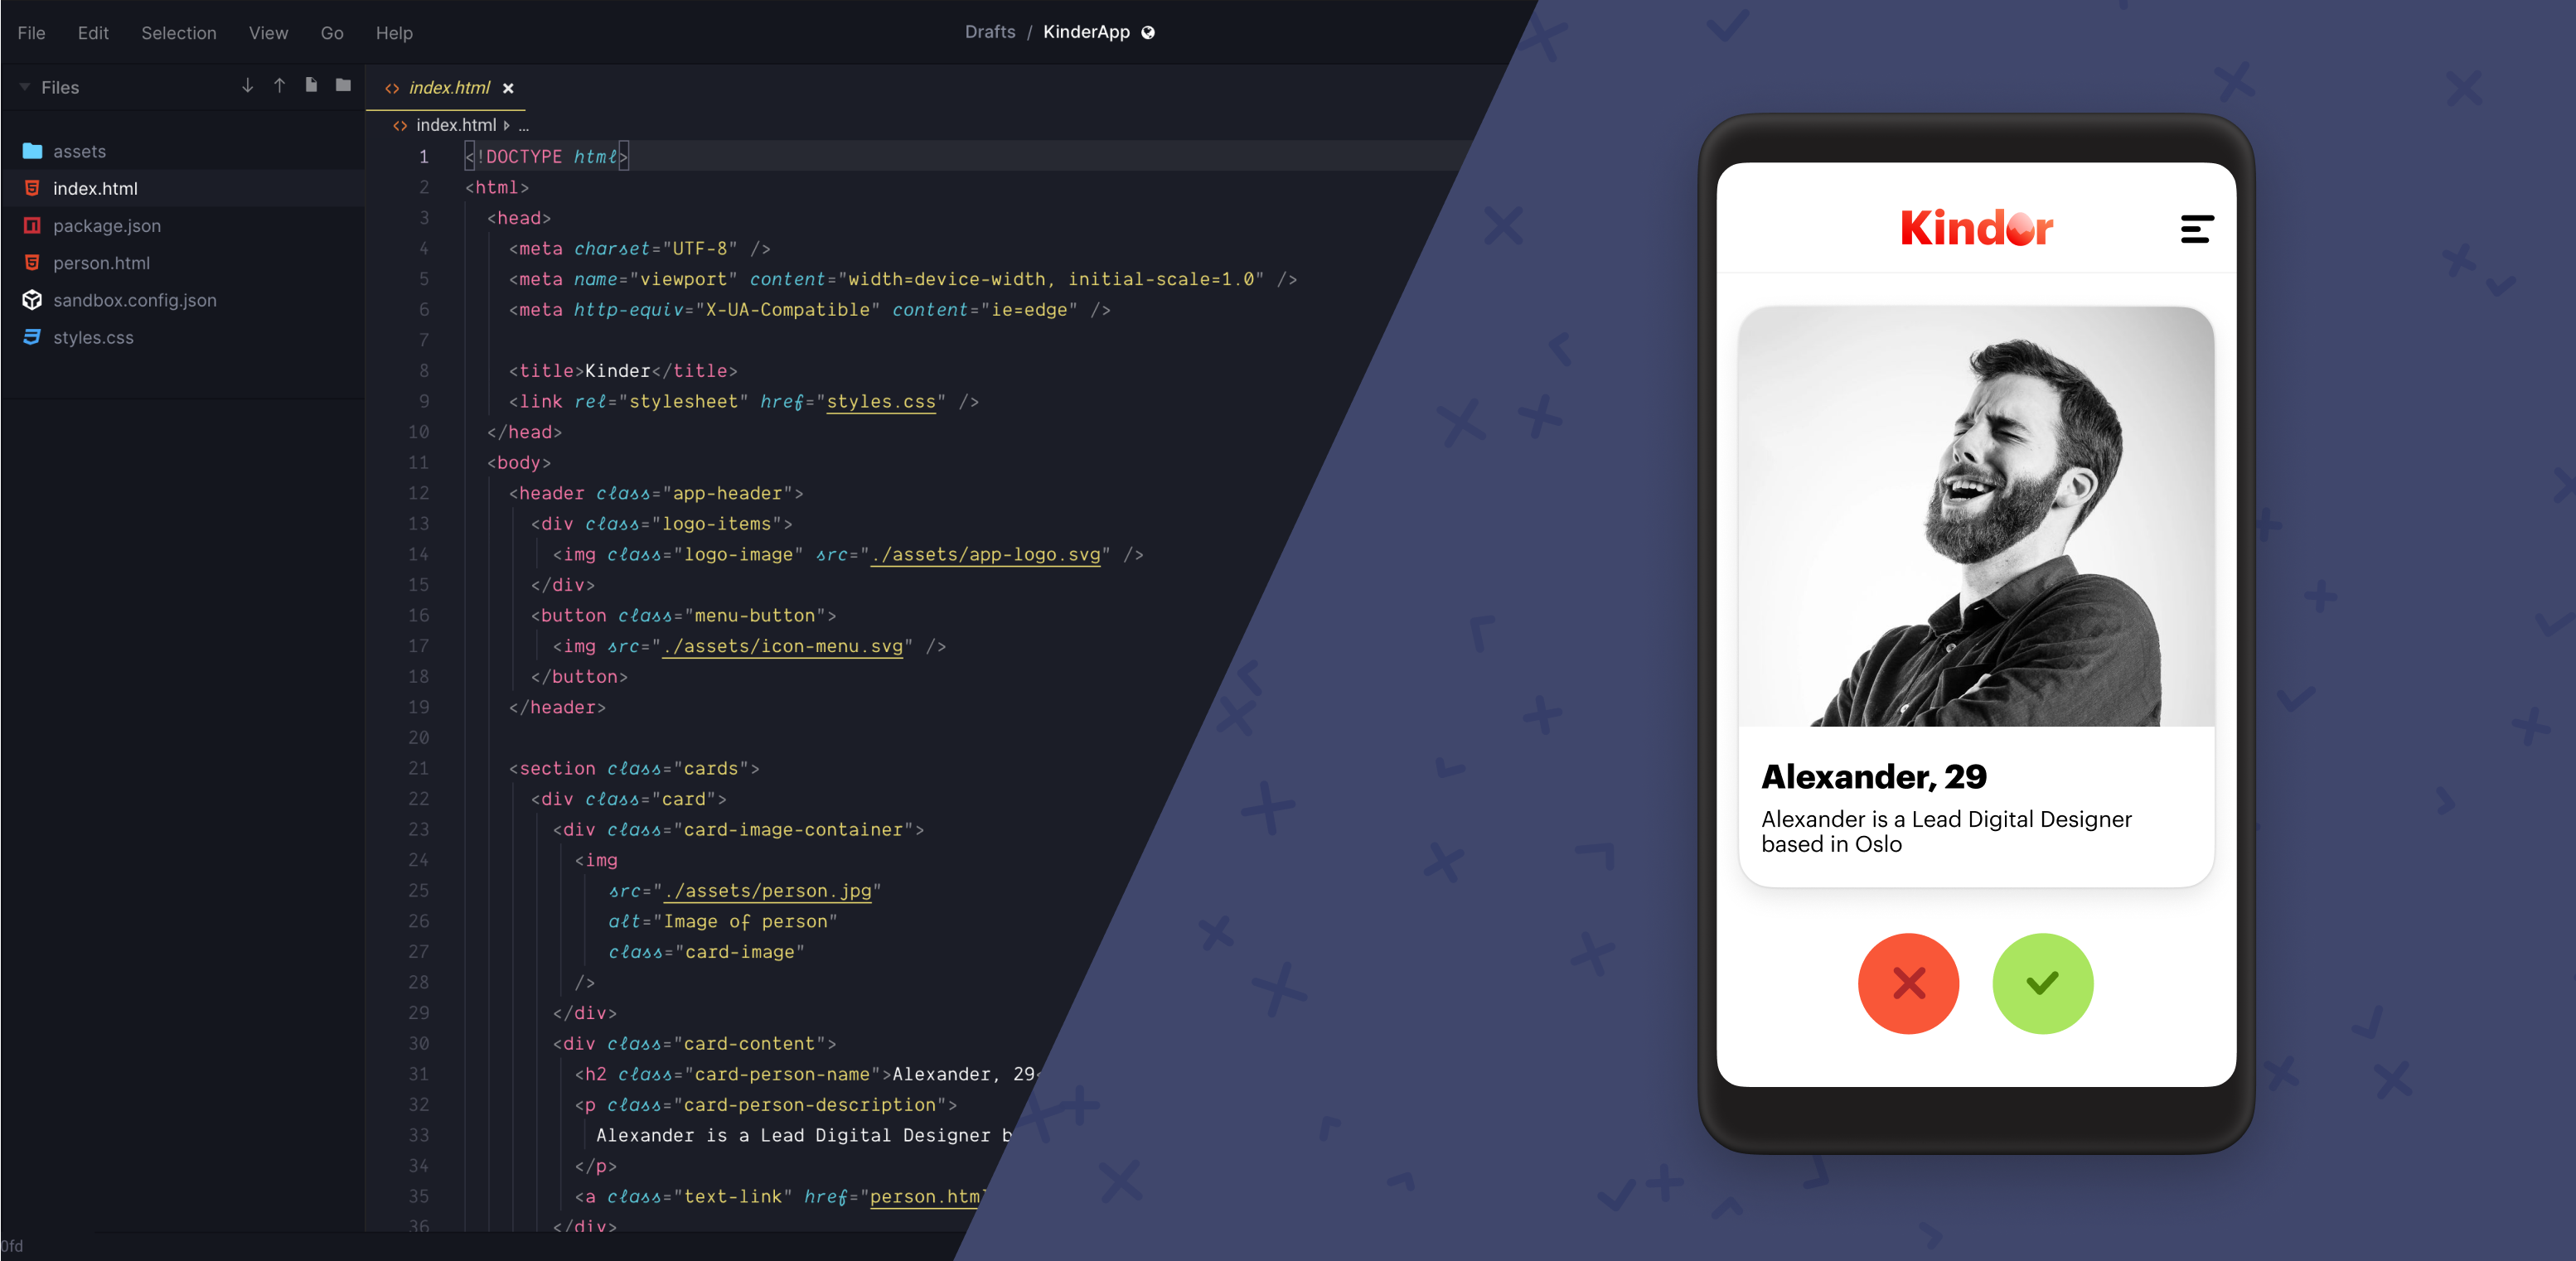 File Edit Selection View Go Help
Drafts / KinderApp
Files
assets
index.html
package.json
person.html
sandbox.config.json
styles.css
index.html
index.html ...
1 <!DOCTYPE html>
2 <html>
3 <head>
4 <meta charset="UTF-8" />
5 <meta name="viewport" content="width=device-width, initial-scale=1.0" />
6 <meta http-equiv="X-UA-Compatible" content="ie=edge" />
7
8 <title>Kinder</title>
9 <link rel="stylesheet" href="styles.css" />
10 </head>
11 <body>
12 <header class="app-header">
13 <div class="logo-items">
14 <img class="logo-image" src="./assets/app-logo.svg" />
15 </div>
16 <button class="menu-button">
17 <img src="./assets/icon-menu.svg" />
18 </button>
19 </header>
20
21 <section class="cards">
22 <div class="card">
23 <div class="card-image-container">
24 <img
25 src="./assets/person.jpg"
26 alt="Image of person"
27 class="card-image"
28 />
29 </div>
30 <div class="card-content">
31 <h2 class="card-person-name">Alexander, 29<
32 <p class="card-person-description">
33 Alexander is a Lead Digital Designer b
34 </p>
35 <a class="text-link" href="person.html
36 </div>
0fd
Kinder
Alexander, 29
Alexander is a Lead Digital Designer
based in Oslo